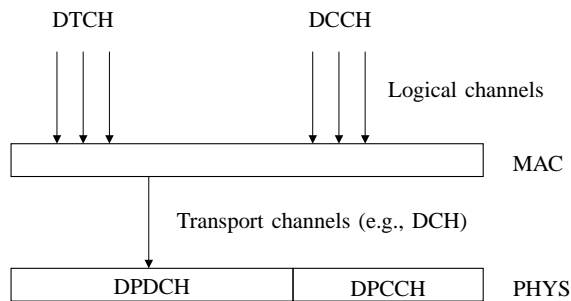 DTCH
DCCH
Logical channels
MAC
Transport channels (e.g., DCH)
DPDCH
DPCCH
PHYS